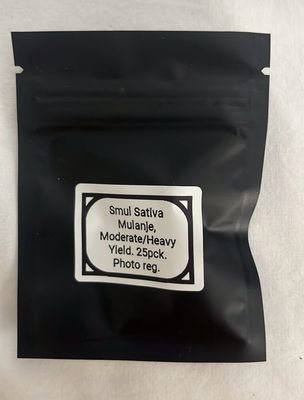 Smul Sativa
Mulanje,
Moderate/Heavy
Yield. 25pck.
Photo reg.